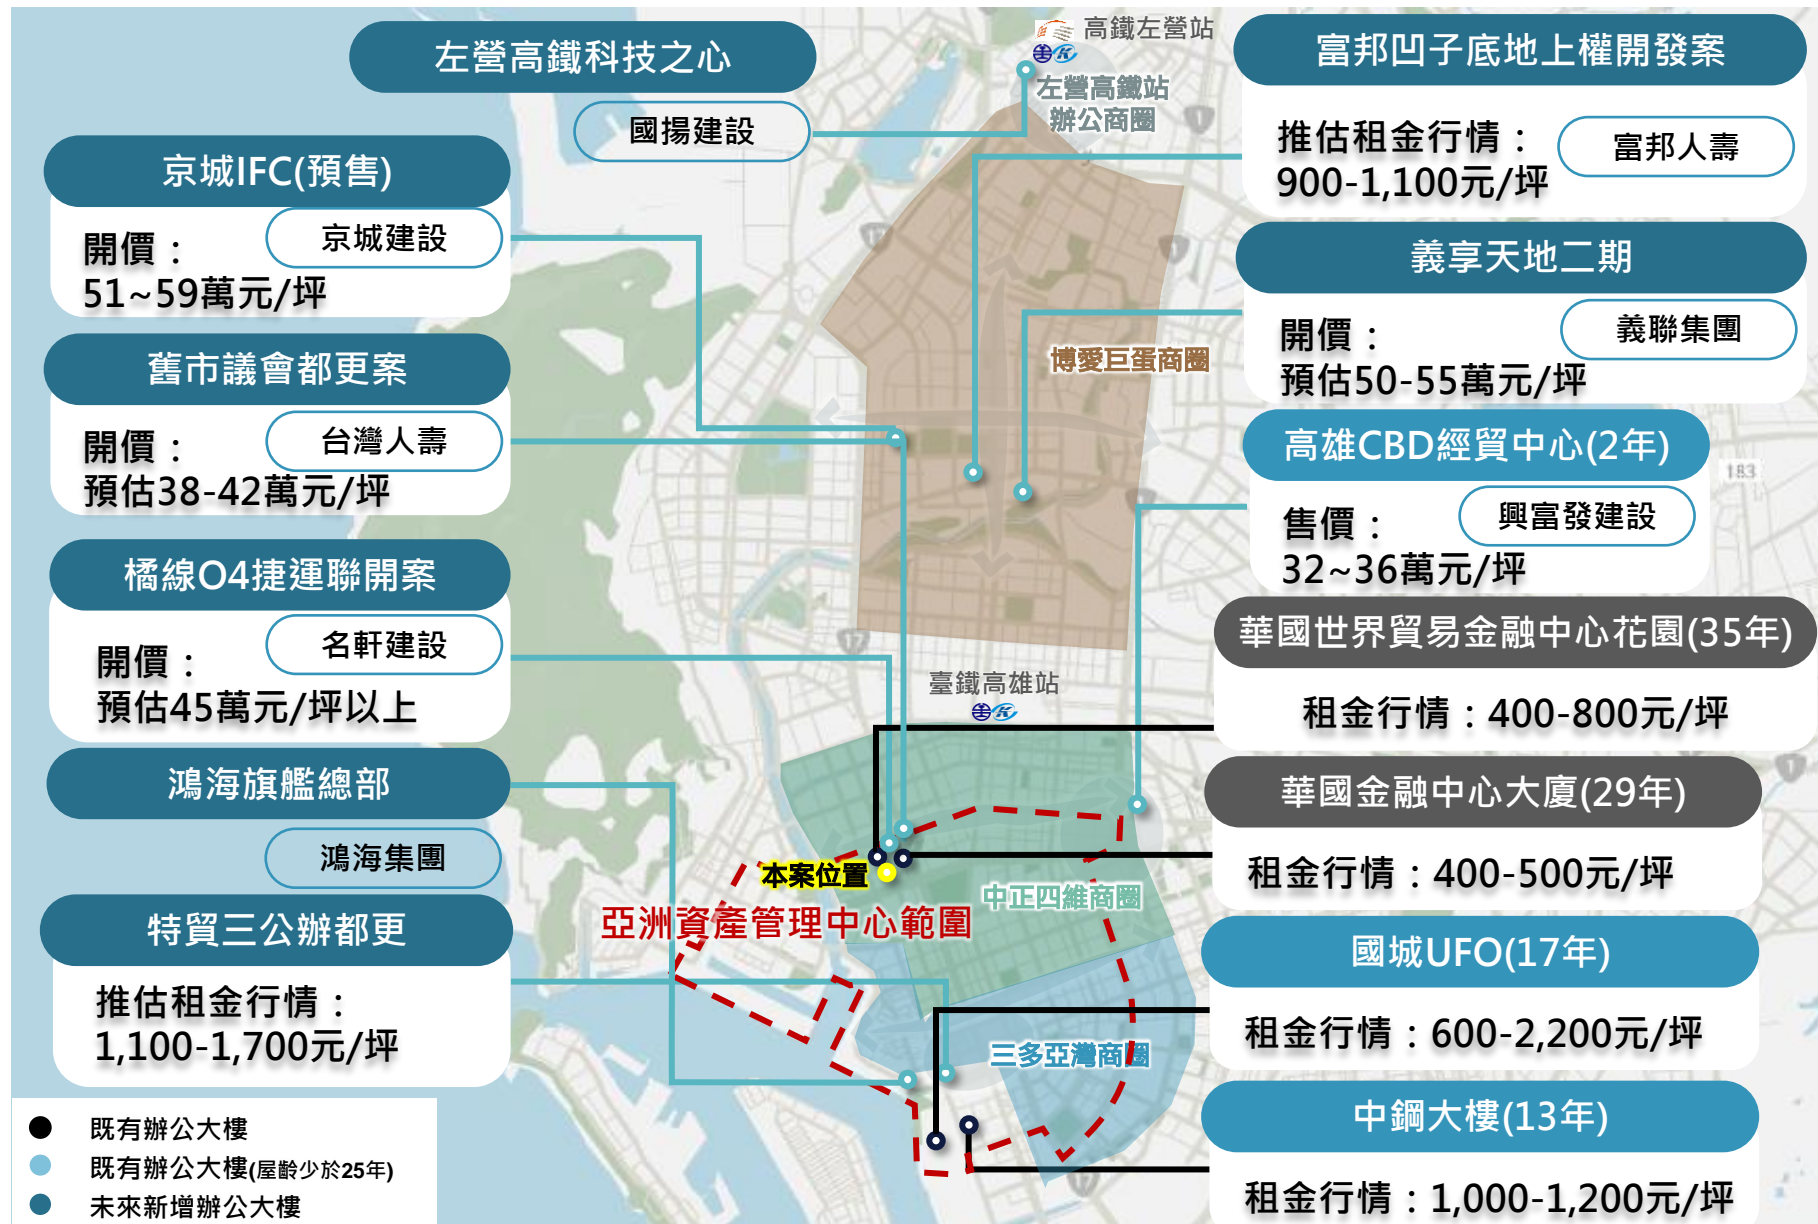 左營高鐵科技之心
國揚建設
京城IFC(預售)
京城建設
開價：
51~59萬元/坪
舊市議會都更案
台灣人壽
開價：
預估38-42萬元/坪
橘線O4捷運聯開案
名軒建設
開價：
預估45萬元/坪以上
鴻海旗艦總部
鴻海集團
特貿三公辦都更
推估租金行情：
1,100-1,700元/坪
既有辦公大樓
既有辦公大樓(屋齡少於25年)
未來新增辦公大樓
高鐵左營站
左營高鐵站
辦公商圈
博愛巨蛋商圈
臺鐵高雄站
本案位置
中正四維商圈
亞洲資產管理中心範圍
三多亞灣商圈
17
183
富邦凹子底地上權開發案
推估租金行情：
900-1,100元/坪
富邦人壽
義享天地二期
開價：
預估50-55萬元/坪
義聯集團
高雄CBD經貿中心(2年)
售價：
32~36萬元/坪
興富發建設
華國世界貿易金融中心花園(35年)
租金行情：400-800元/坪
華國金融中心大廈(29年)
租金行情：400-500元/坪
國城UFO(17年)
租金行情：600-2,200元/坪
中鋼大樓(13年)
租金行情：1,000-1,200元/坪